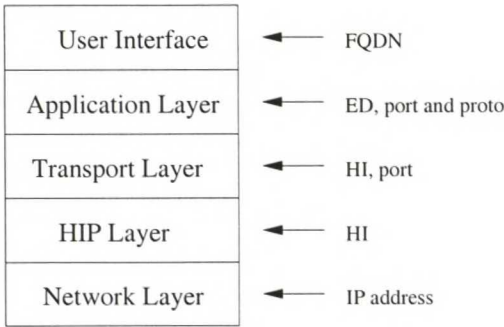 User Interface FQDN
Application Layer ED, port and proto
Transport Layer HI, port
HIP Layer HI
Network Layer IP address